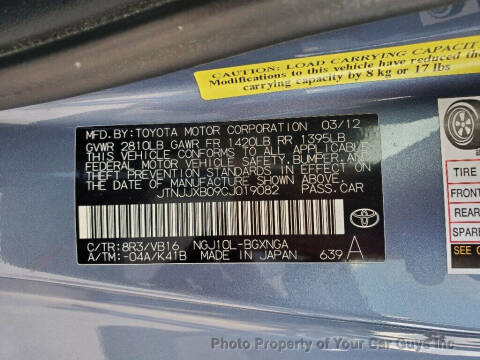 CAUTION: LOAD CARRYING CAPACITY
Modifications to this vehicle have reduced
carrying capacity by 8 kg or 17 lbs
MFD.BY:TOYOTA MOTOR CORPORATION 03/12
GVWR 2810LB GAWR FR 1420LB RR 1395LB
THIS VEHICLE CONFORMS TO ALL APPLICABLE
FEDERAL MOTOR VEHICLE SAFETY, BUMPER, AND
THEFT PREVENTION STANDARDS IN EFFECT ON
THE DATE OF MANUFACTURE SHOWN ABOVE.
JTNJJXB09CJ019082 PASS.CAR
C/TR:8R3/VB16 NGJ10L-BGXNGA
A/TM:-04A/K41B MADE IN JAPAN 639 A
TOYOTA
TIRE
FRONT
REAR
SEE O
Photo Property of Your Car Guys Inc